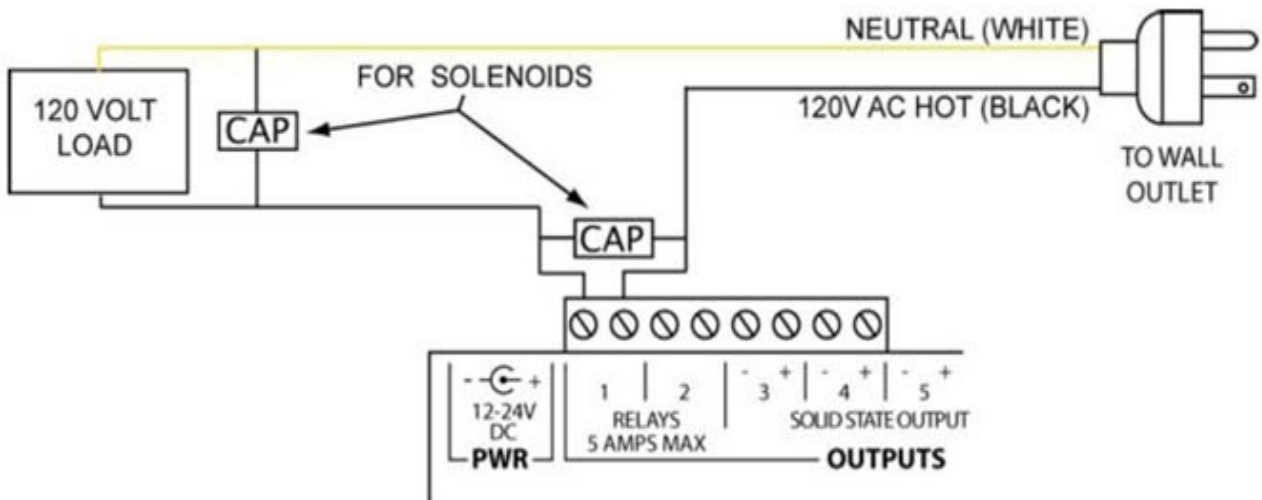 NEUTRAL (WHITE)
120 VOLT
LOAD
FOR SOLENOIDS
CAP
120V AC HOT (BLACK)
TO WALL
OUTLET
CAP
- +
12-24V
DC
PWR
1 2 - 3 + - 4 + - 5 +
RELAYS
5 AMPS MAX
SOLID STATE OUTPUT
OUTPUTS